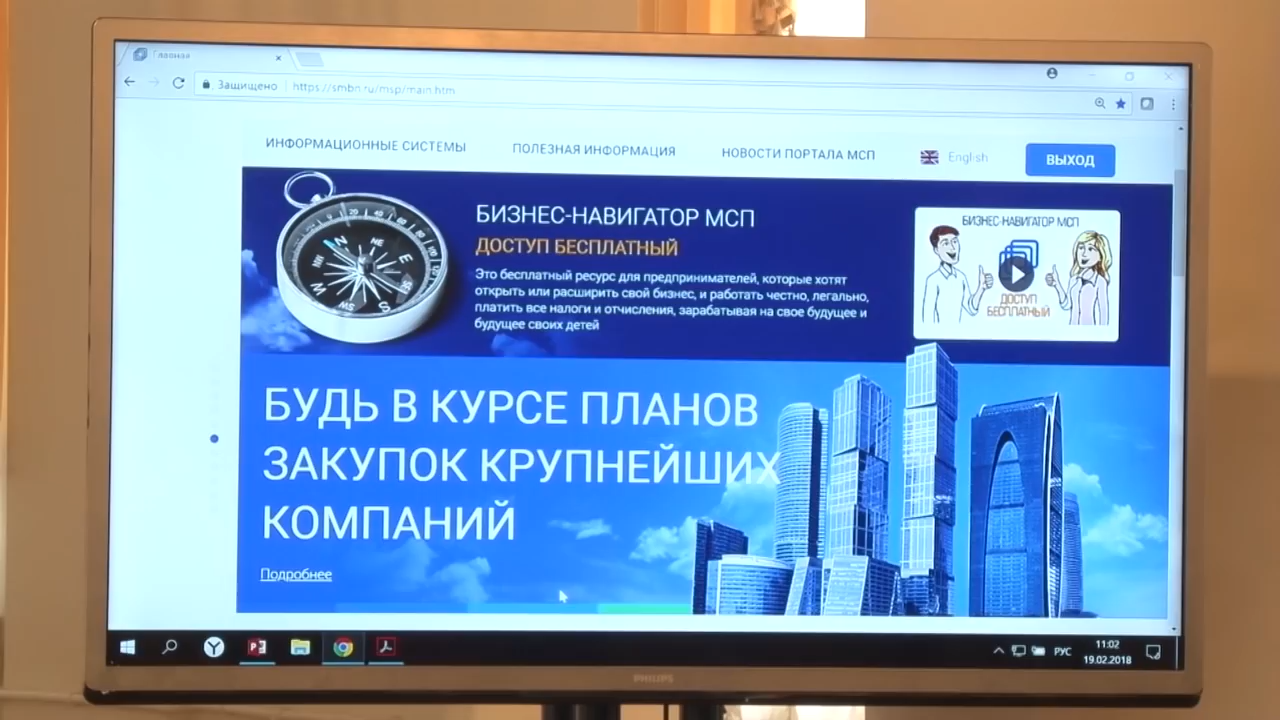 Главная
Защищено
https://smbn.ru/msp/main.htm
ИНФОРМАЦИОННЫЕ СИСТЕМЫ
ПОЛЕЗНАЯ ИНФОРМАЦИЯ
НОВОСТИ ПОРТАЛА МСП
English
ВЫХОД
БИЗНЕС-НАВИГАТОР МСП
ДОСТУП БЕСПЛАТНЫЙ
Это бесплатный ресурс для предпринимателей, которые хотят
открыть или расширить свой бизнес, и работать честно, легально,
платить все налоги и отчисления, зарабатывая на свое будущее и
будущее своих детей
БИЗНЕС-НАВИГАТОР МСП
ДОСТУП
БЕСПЛАТНЫЙ
N
NE
E
SE
S
W
БУДЬ В КУРСЕ ПЛАНОВ
ЗАКУПОК КРУПНЕЙШИХ
КОМПАНИЙ
Подробнее
РУС
11:02
19.02.2018
PHILIPS